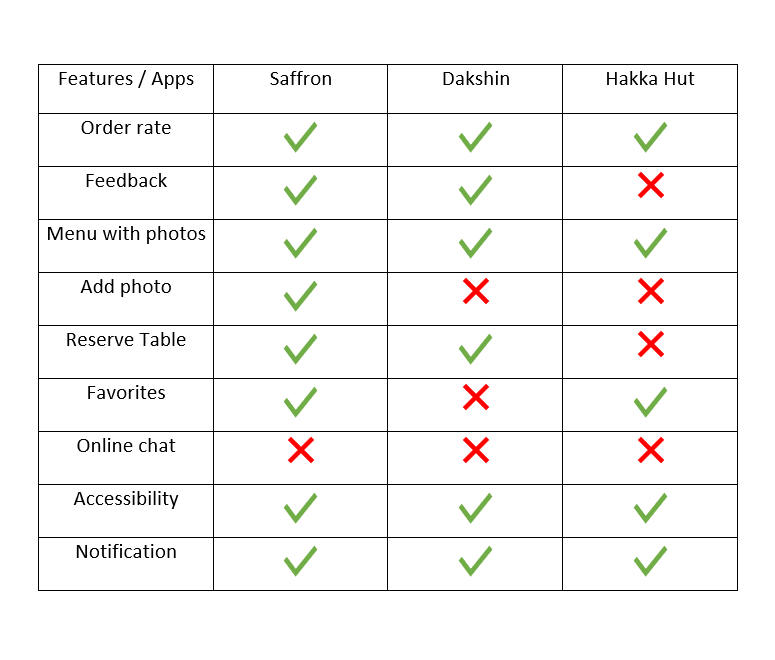 Features / Apps Saffron Dakshin Hakka Hut
Order rate
Feedback
Menu with photos
Add photo
Reserve Table
Favorites
Online chat
Accessibility
Notification